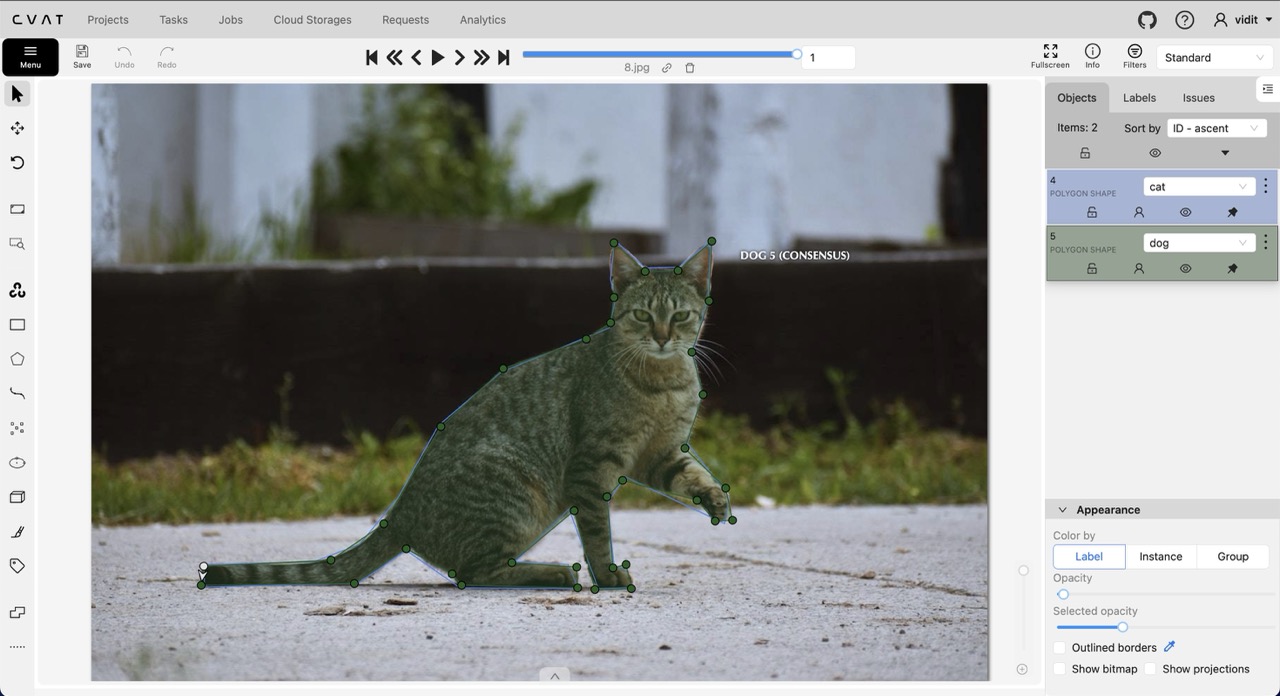 CVAT Projects Tasks Jobs Cloud Storages Requests Analytics vidit
Menu Save Undo Redo 1 Fullscreen Info Filters Standard
8.jpg
Objects Labels Issues
Items: 2 Sort by ID - ascent
4 cat
POLYGON SHAPE
5 dog
POLYGON SHAPE
DOG 5 (CONSENSUS)
Appearance
Color by
Label Instance Group
Opacity
Selected opacity
Outlined borders
Show bitmap Show projections